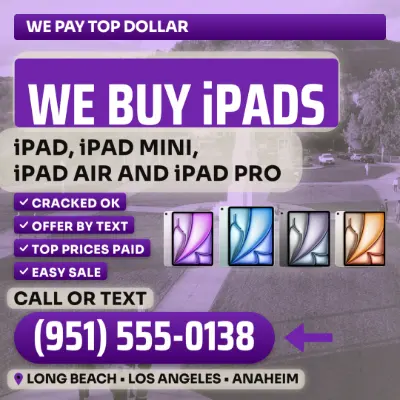 WE PAY TOP DOLLAR
WE BUY iPADS
iPAD, iPAD MINI,
iPAD AIR AND iPAD PRO
✓ CRACKED OK
✓ OFFER BY TEXT
✓ TOP PRICES PAID
✓ EASY SALE
CALL OR TEXT
(951) 555-0138
LONG BEACH • LOS ANGELES • ANAHEIM